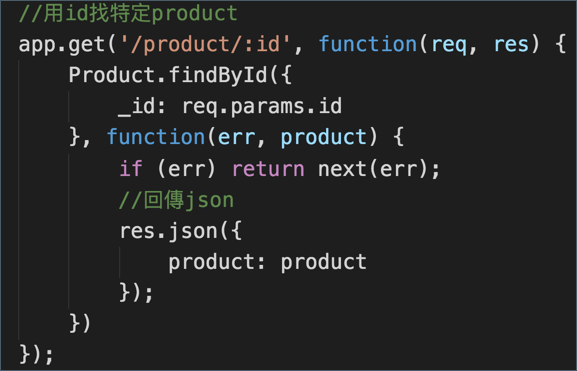 //用id找特定product
app.get('/product/:id', function(req, res) {
    Product.findById({
        _id: req.params.id
    }, function(err, product) {
        if (err) return next(err);
        //回傳json
        res.json({
            product: product
        });
    })
});